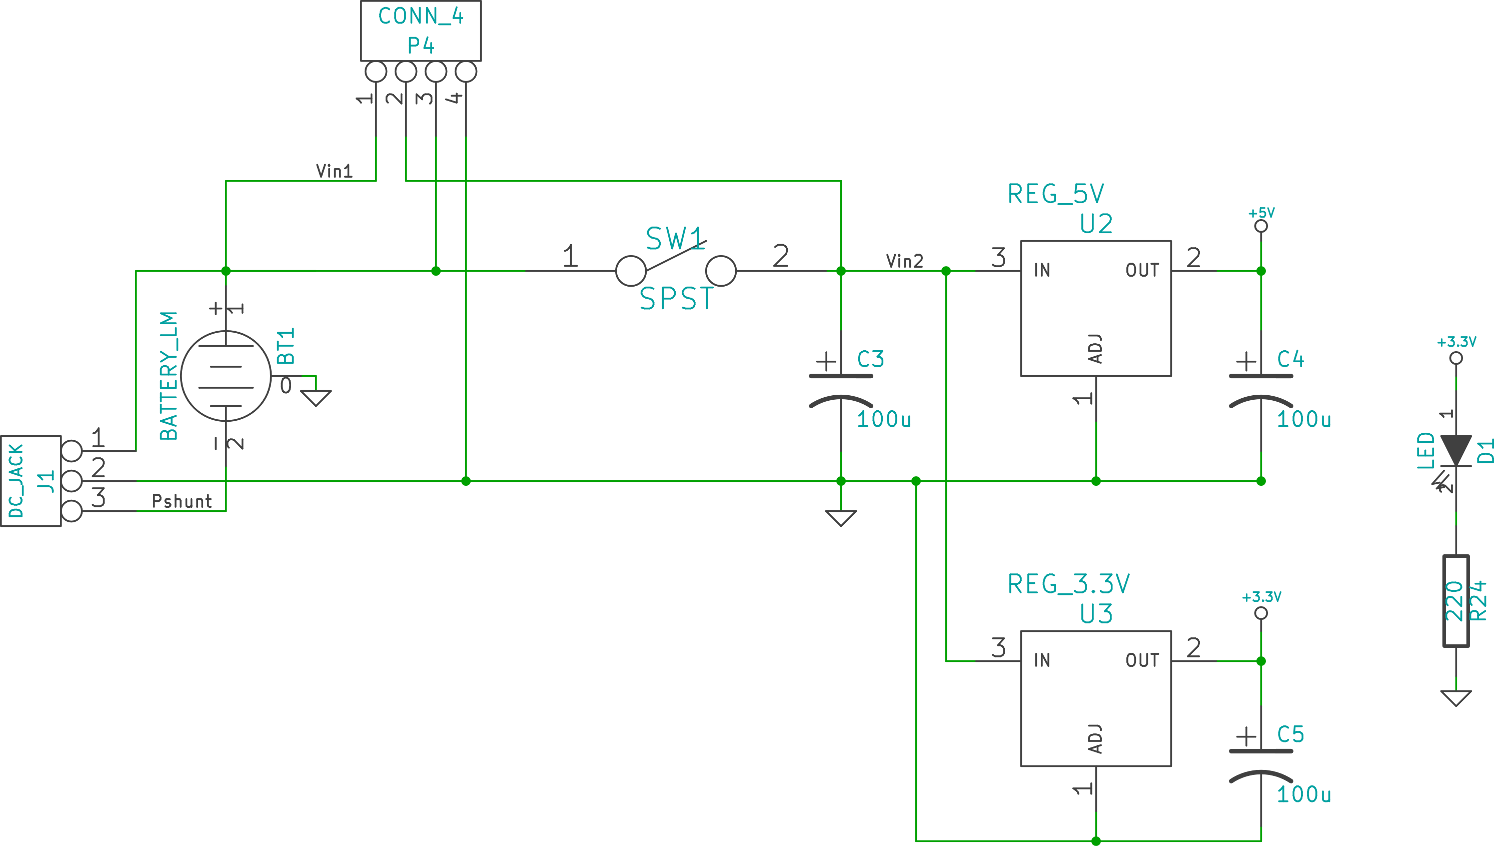 CONN_4
P4
1
2
3
4
Vin1
REG_5V
U2
+5V
SW1
1
2
SPST
Vin2
3
IN
OUT
2
ADJ
1
+
1
BATTERY_LM
BT1
0
-
2
+
C3
100u
+
C4
100u
DC_JACK
J1
1
2
3
Pshunt
+3.3V
1
LED
D1
2
220
R24
REG_3.3V
U3
+3.3V
3
IN
OUT
2
ADJ
1
+
C5
100u